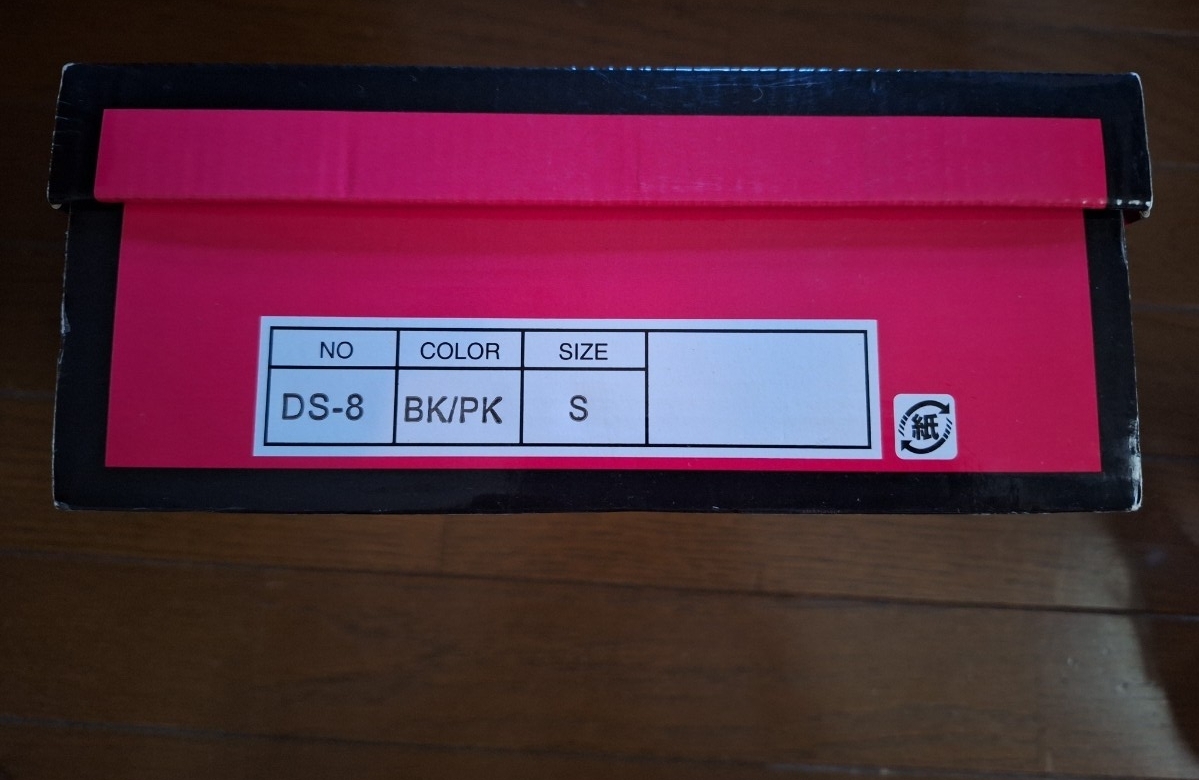 NO COLOR SIZE
DS-8 BK/PK S
紙